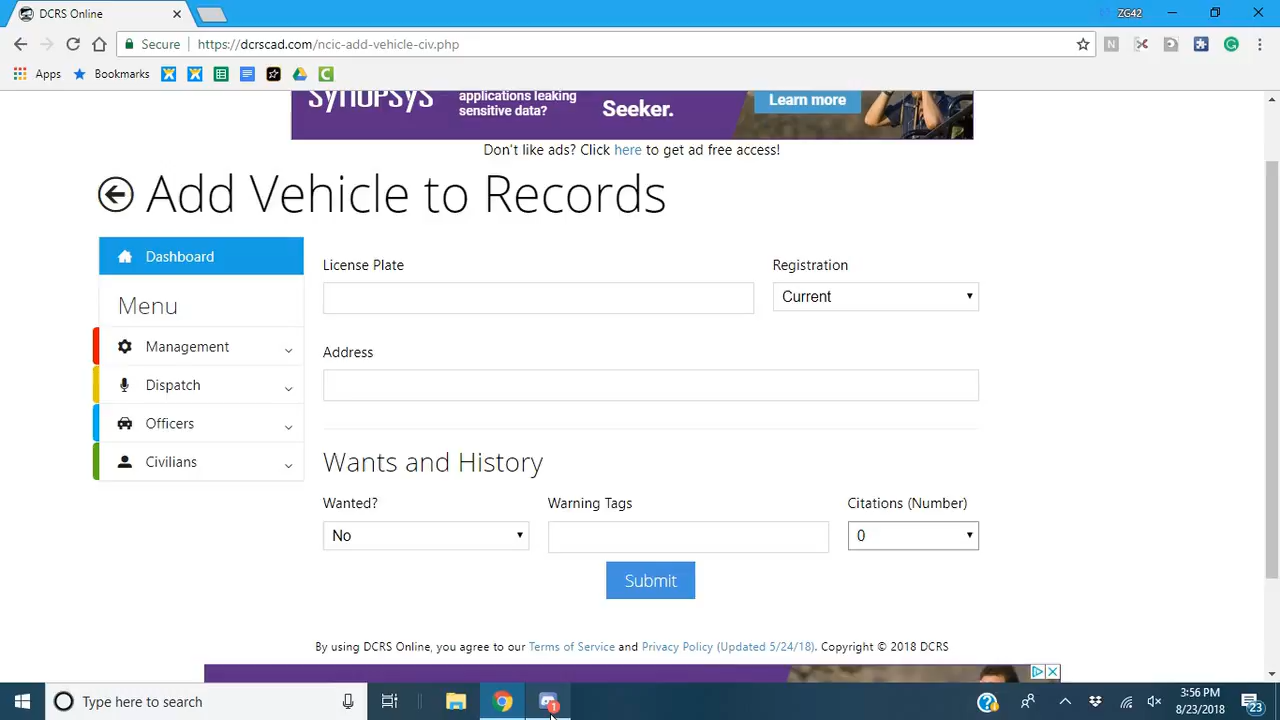 DCRS Online
ZG42
Secure
https://dcrscad.com/ncic-add-vehicle-civ.php
Apps
Bookmarks
SYNOPSYS
applications leaking
sensitive data?
Seeker.
Learn more
Don't like ads? Click here to get ad free access!
Add Vehicle to Records
Dashboard
Menu
Management
Dispatch
Officers
Civilians
License Plate
Registration
Current
Address
Wants and History
Wanted?
Warning Tags
Citations (Number)
No
0
Submit
By using DCRS Online, you agree to our Terms of Service and Privacy Policy (Updated 5/24/18). Copyright © 2018 DCRS
Type here to search
1
3:56 PM
8/23/2018
23